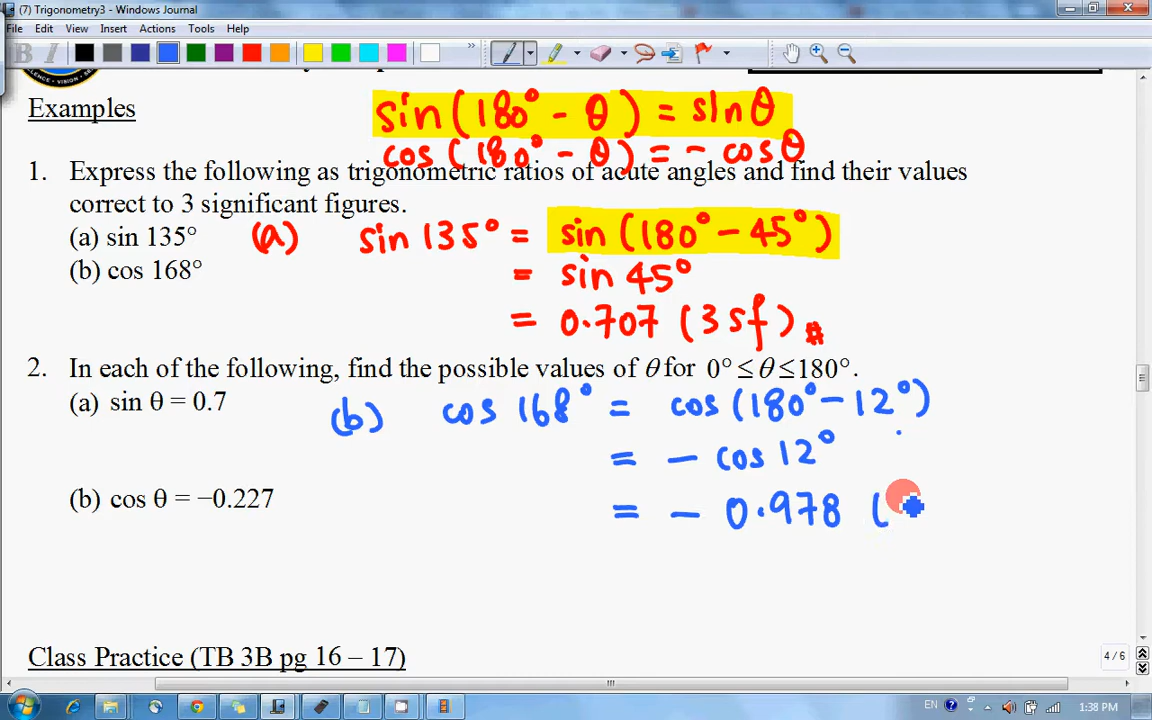 (7) Trigonometry3 - Windows Journal
File Edit View Insert Actions Tools Help
B I
Examples
sin(180° - θ) = sinθ
cos(180° - θ) = - cosθ
1. Express the following as trigonometric ratios of acute angles and find their values
correct to 3 significant figures.
(a) sin 135° (a) sin 135° = sin (180° - 45°)
(b) cos 168°
= sin 45°
= 0.707 (3 sf) #
2. In each of the following, find the possible values of θ for 0° ≤ θ ≤ 180°.
(a) sin θ = 0.7
(b) cos 168° = cos (180° - 12°)
= - cos 12°
(b) cos θ = −0.227
= - 0.978 (
Class Practice (TB 3B pg 16 – 17)
4 / 6
EN 1:38 PM